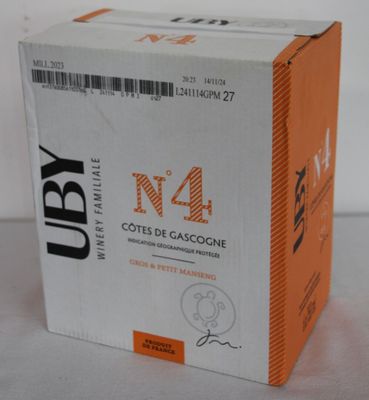 MILL. 2023
20:23 14/11/24
L241114GPM 27
UBY
WINERY FAMILIALE
N°4
CÔTES DE GASCOGNE
INDICATION GÉOGRAPHIQUE PROTÉGÉE
GROS & PETIT MANSENG
PRODUIT
DE FRANCE
UBY
N°4
UBY